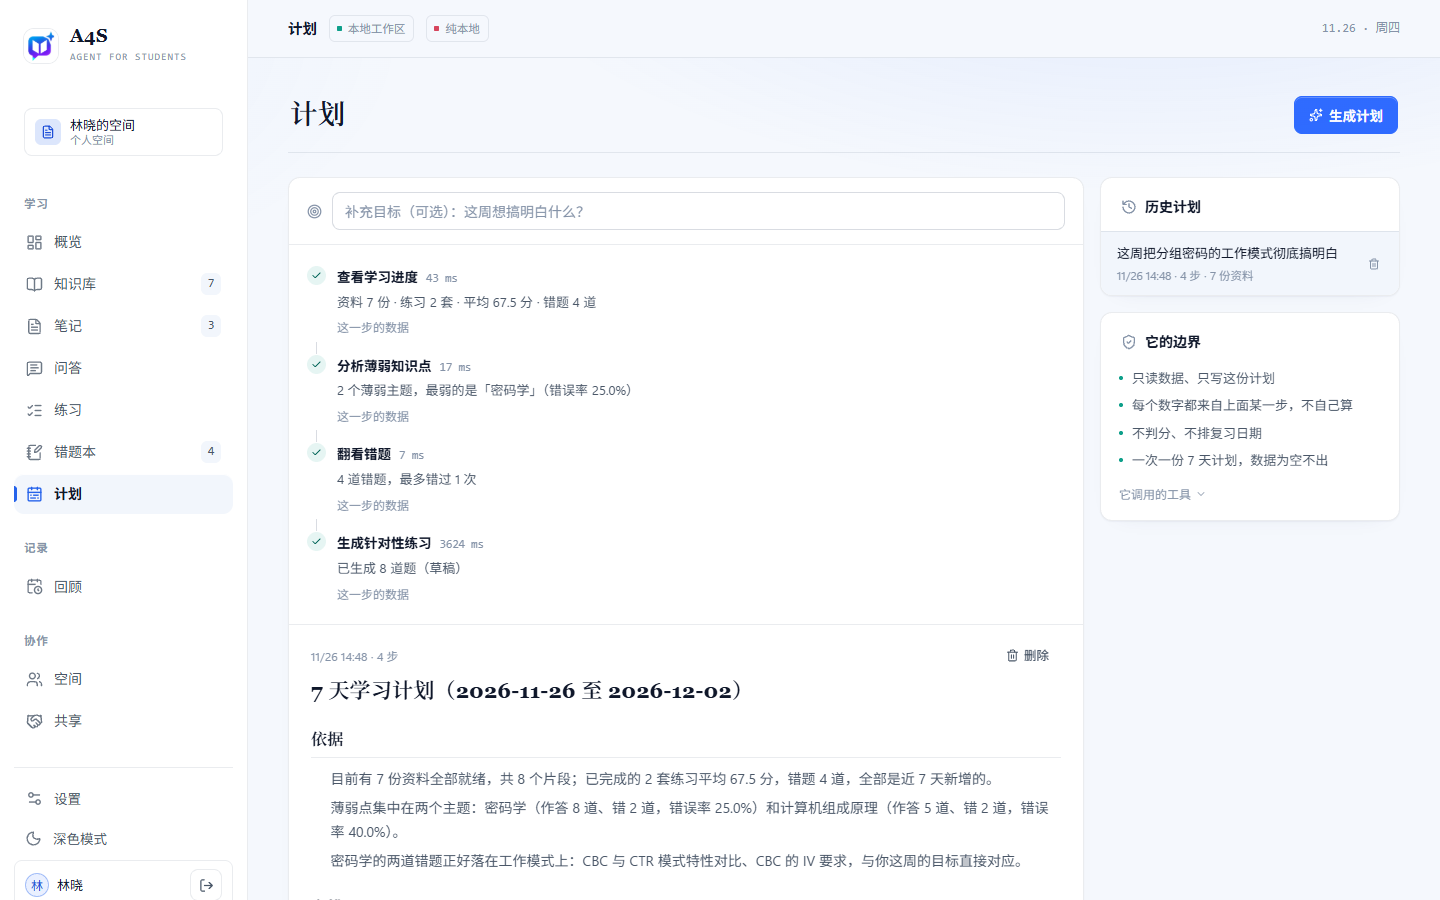 A4S
AGENT FOR STUDENTS
林晓的空间
个人空间
学习
概览
知识库 7
笔记 3
问答
练习
错题本 4
计划
记录
回顾
协作
空间
共享
设置
深色模式
林 林晓
计划 本地工作区 纯本地
11.26 · 周四
计划
生成计划
补充目标（可选）：这周想搞明白什么？
查看学习进度 43 ms
资料 7 份 · 练习 2 套 · 平均 67.5 分 · 错题 4 道
这一步的数据
分析薄弱知识点 17 ms
2 个薄弱主题，最弱的是「密码学」（错误率 25.0%）
这一步的数据
翻看错题 7 ms
4 道错题，最多错过 1 次
这一步的数据
生成针对性练习 3624 ms
已生成 8 道题（草稿）
这一步的数据
11/26 14:48 · 4 步
删除
7 天学习计划（2026-11-26 至 2026-12-02）
依据
目前有 7 份资料全部就绪，共 8 个片段；已完成的 2 套练习平均 67.5 分，错题 4 道，全部是近 7 天新增的。
薄弱点集中在两个主题：密码学（作答 8 道、错 2 道，错误率 25.0%）和计算机组成原理（作答 5 道、错 2 道，错误
率 40.0%）。
密码学的两道错题正好落在工作模式上：CBC 与 CTR 模式特性对比、CBC 的 IV 要求，与你这周的目标直接对应。
历史计划
这周把分组密码的工作模式彻底搞明白
11/26 14:48 · 4 步 · 7 份资料
它的边界
只读数据、只写这份计划
每个数字都来自上面某一步，不自己算
不判分、不排复习日期
一次一份 7 天计划，数据为空不出
它调用的工具